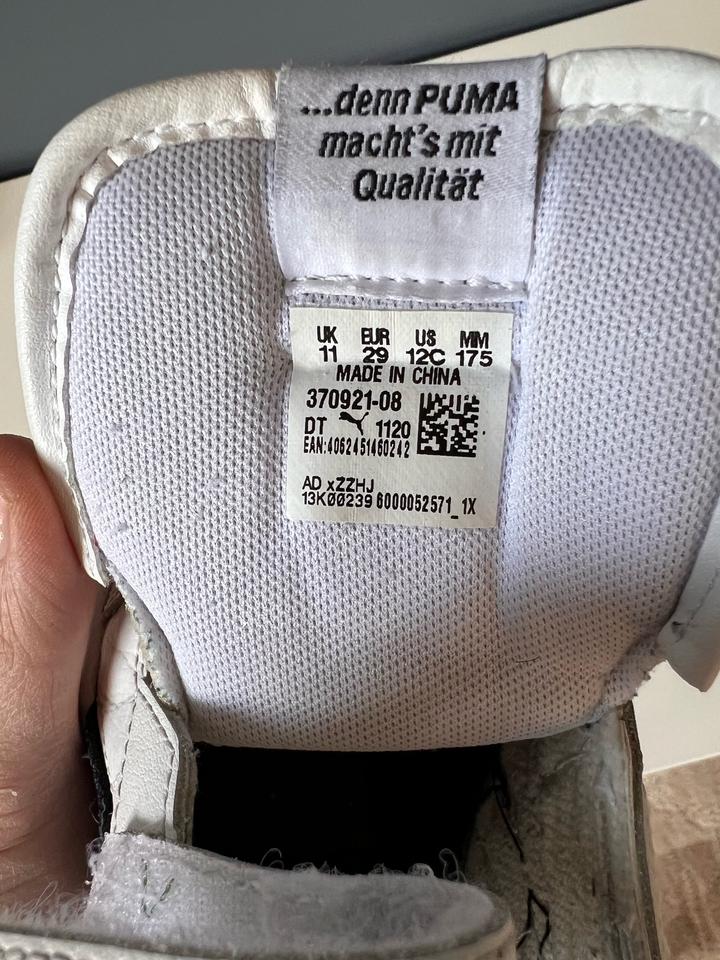 ...denn PUMA
macht's mit
Qualität
UK EUR US MM
11 29 12C 175
MADE IN CHINA
370921-08
DT 1120
EAN:4062451460242
AD xZZHJ
13K00239 6000052571_1X